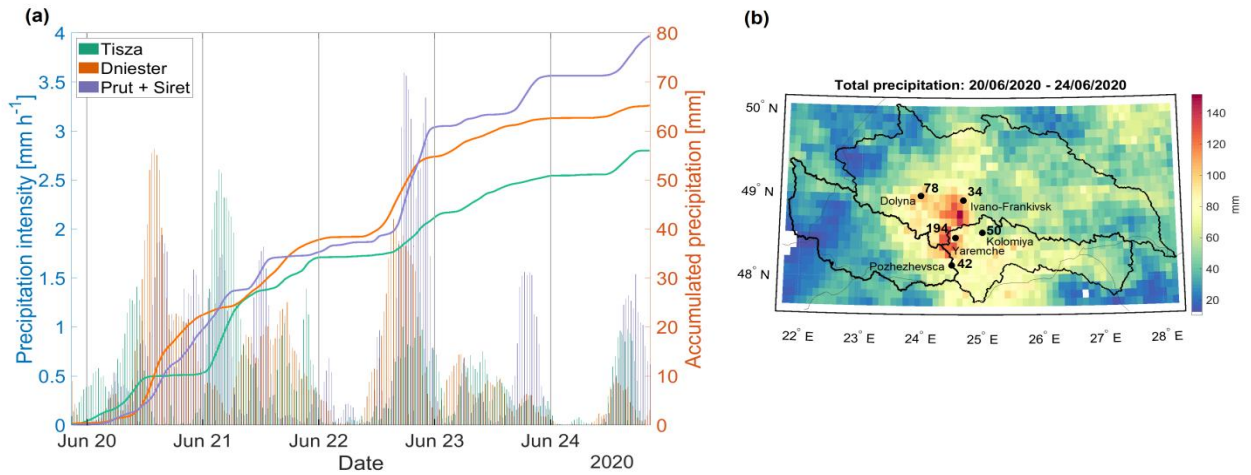 (a)
4
3.5
3
2.5
2
1.5
1
0.5
0
Precipitation intensity [mm h⁻¹]
Tisza
Dniester
Prut + Siret
80
70
60
50
40
30
20
10
0
Accumulated precipitation [mm]
Jun 20 Jun 21 Jun 22 Jun 23 Jun 24
Date
2020
(b)
Total precipitation: 20/06/2020 - 24/06/2020
50° N
49° N
48° N
78
Dolyna
34
Ivano-Frankivsk
194
50
Kolomiya
Yaremche
Pozhezhevsca
42
22° E 23° E 24° E 25° E 26° E 27° E 28° E
140
120
100
80
60
40
20
mm